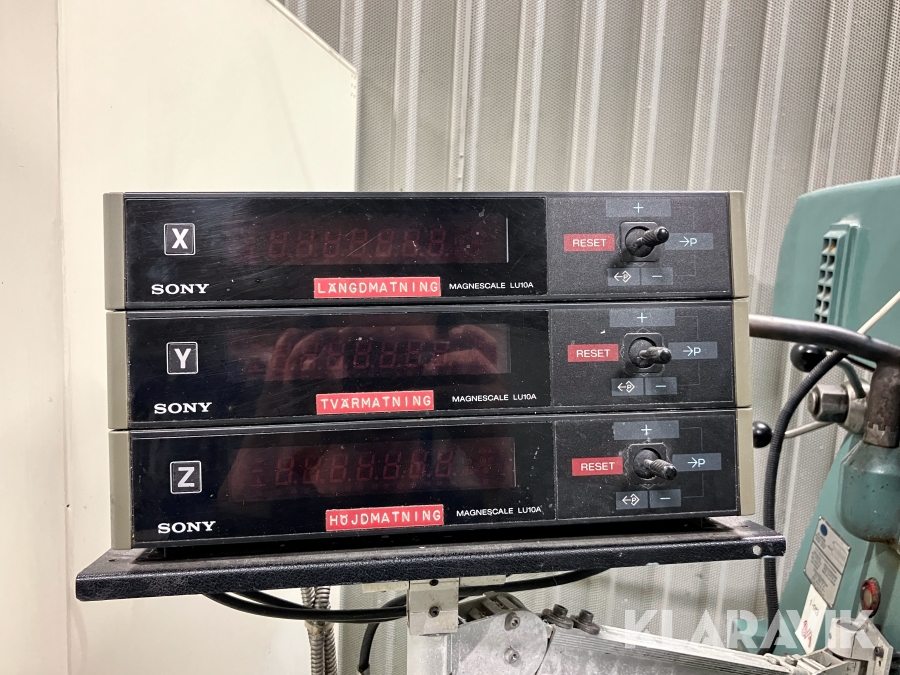 X
+
RESET
→P
←P
−
SONY
LÄNGDMATNING
MAGNESCALE LU10A
Y
+
RESET
→P
←P
−
SONY
TVÄRMATNING
MAGNESCALE LU10A
Z
+
RESET
→P
←P
−
SONY
HÖJDMATNING
MAGNESCALE LU10A
KLARAVIK